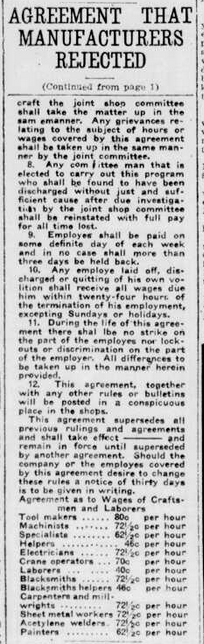 AGREEMENT THAT
MANUFACTURERS
REJECTED
(Continued from page 1)
craft the joint shop committee
shall take the matter up in the
sam emanner. Any grievances re-
lating to the subject of hours or
wages covered by this agreement
shall be taken up in the same man-
ner by the joint committee.
8. Any com ittee man that is
elected to carry out this program
who shall be found to have been
discharged without just and suf-
ficient cause after due investiga-
tion by the joint shop committee
shall be reinstated with full pay
for all time lost.
9. Employes shall be paid on
some definite day of each week
and in no case shall more than
three days be held back.
10. Any employe laid off, dis-
charged or quitting of his own vo-
lition shall receive all wages due
him within twenty-four hours of
the termination of his employment,
excepting Sundays or holidays.
11. During the life of this agree-
ment there shal lbe no strike on
the part of the employes nor lock-
outs or discrimination on the part
of the employer. All differences to
be taken up in the manner herein
provided.
12. This agreement, together
with any other rules or bulletins
will be posted in a conspicuous
place in the shops.
This agreement supersedes all
previous rulings and agreements
and shall take effect ——— and
remain in force until superseded
by another agreement. Should the
company or the employes covered
by this agreement desire to change
these rules a notice of thirty days
is to be given in writing.
Agreement as to Wages of Crafts-
men and Laborers
Tool makers ...... 80c per hour
Machinists ....... 72½c per hour
Specialists ...... 62½c per hour
Helpers .......... 46c per hour
Electricians ..... 72½c per hour
Crane operators ... 70c per hour
Laborers ......... 40c per hour
Blacksmiths ...... 72½c per hour
Blacksmiths helpers 46c per hour
Carpenters and mill-
wrights ........ 72½c per hour
Sheet metal workers 72½c per hour
Acetylene welders. 72½c per hour
Painters ......... 62½c per hour